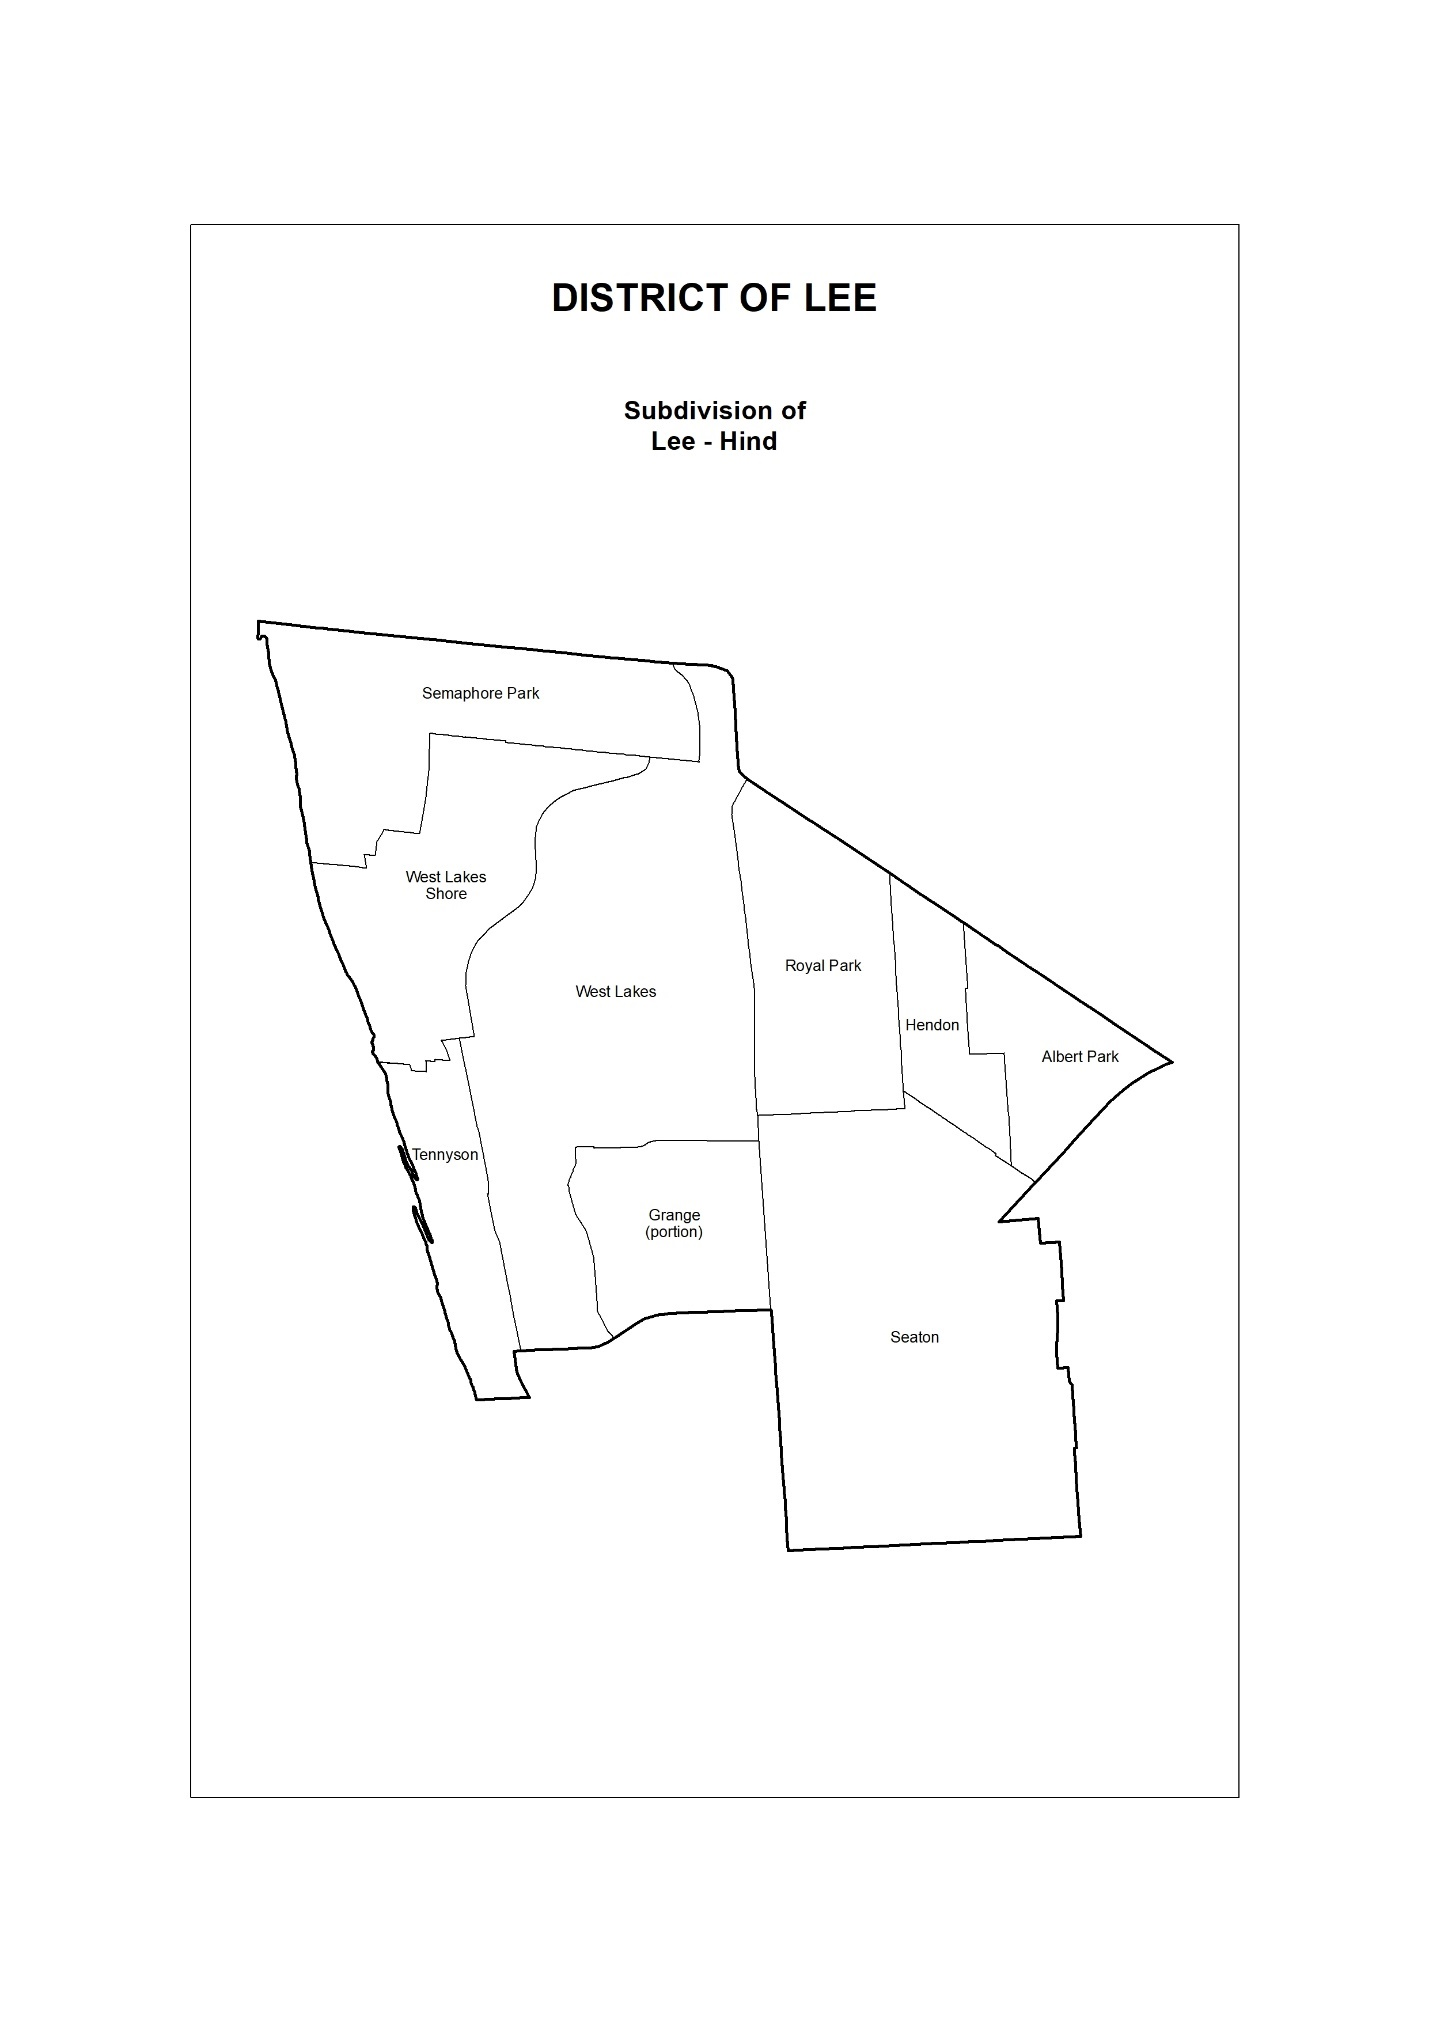 DISTRICT OF LEE
Subdivision of
Lee - Hind
Semaphore Park
West Lakes
Shore
Royal Park
West Lakes
Hendon
Albert Park
Tennyson
Grange
(portion)
Seaton